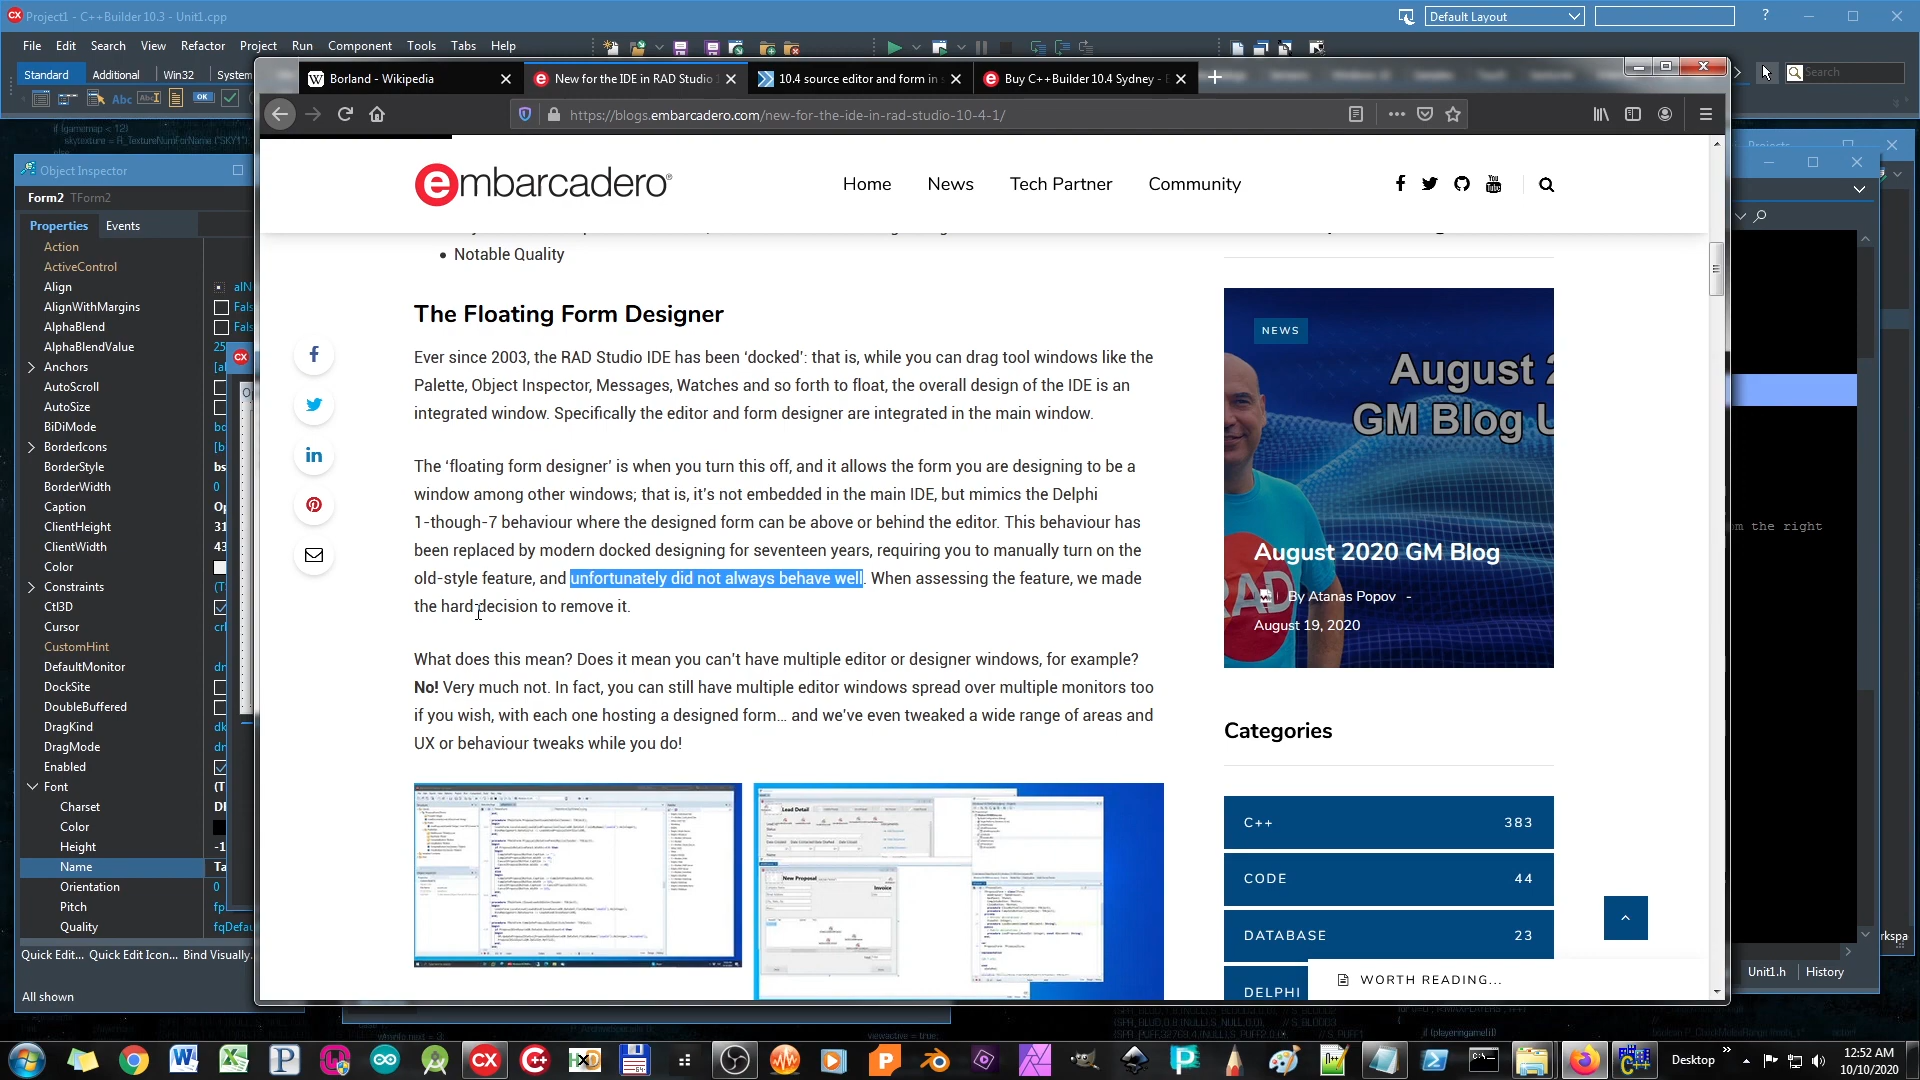 Project1 - C++Builder 10.3 - Unit1.cpp
Default Layout
File Edit Search View Refactor Project Run Component Tools Tabs Help
Standard Additional Win32 System
Search
Borland - Wikipedia
New for the IDE in RAD Studio
10.4 source editor and form in
Buy C++Builder 10.4 Sydney - E
https://blogs.embarcadero.com/new-for-the-ide-in-rad-studio-10-4-1/
Object Inspector
Form2 TForm2
Properties Events
Action
ActiveControl
Align
AlignWithMargins
AlphaBlend
AlphaBlendValue
Anchors
AutoScroll
AutoSize
BiDiMode
BorderIcons
BorderStyle
BorderWidth 0
Caption
ClientHeight 31
ClientWidth 43
Color
Constraints
Ctl3D
Cursor
CustomHint
DefaultMonitor
DockSite
DoubleBuffered
DragKind
DragMode
Enabled
Font
Charset
Color
Height
Name Ta
Orientation 0
Pitch
Quality fqDefau
Quick Edit... Quick Edit Icon... Bind Visually...
All shown
embarcadero
Home News Tech Partner Community
• Notable Quality
The Floating Form Designer
Ever since 2003, the RAD Studio IDE has been ‘docked’: that is, while you can drag tool windows like the
Palette, Object Inspector, Messages, Watches and so forth to float, the overall design of the IDE is an
integrated window. Specifically the editor and form designer are integrated in the main window.
The ‘floating form designer’ is when you turn this off, and it allows the form you are designing to be a
window among other windows; that is, it’s not embedded in the main IDE, but mimics the Delphi
1-though-7 behaviour where the designed form can be above or behind the editor. This behaviour has
been replaced by modern docked designing for seventeen years, requiring you to manually turn on the
old-style feature, and unfortunately did not always behave well. When assessing the feature, we made
the hard decision to remove it.
What does this mean? Does it mean you can’t have multiple editor or designer windows, for example?
No! Very much not. In fact, you can still have multiple editor windows spread over multiple monitors too
if you wish, with each one hosting a designed form… and we’ve even tweaked a wide range of areas and
UX or behaviour tweaks while you do!
Load Detail
New Proposal
Invoice
NEWS
August 2
GM Blog U
August 2020 GM Blog
By Atanas Popov -
August 19, 2020
Categories
C++ 383
CODE 44
DATABASE 23
DELPHI
WORTH READING...
m the right
Unit1.h History
Desktop
12:52 AM
10/10/2020